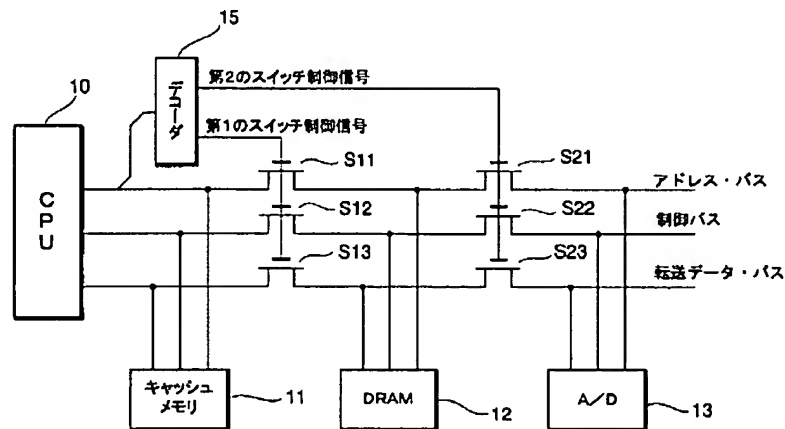 15
10
デコーダ
第2のスイッチ制御信号
第1のスイッチ制御信号
CPU
S11
S21
アドレス・バス
S12
S22
制御バス
S13
S23
転送データ・バス
キャッシュ
メモリ
11
DRAM
12
A/D
13